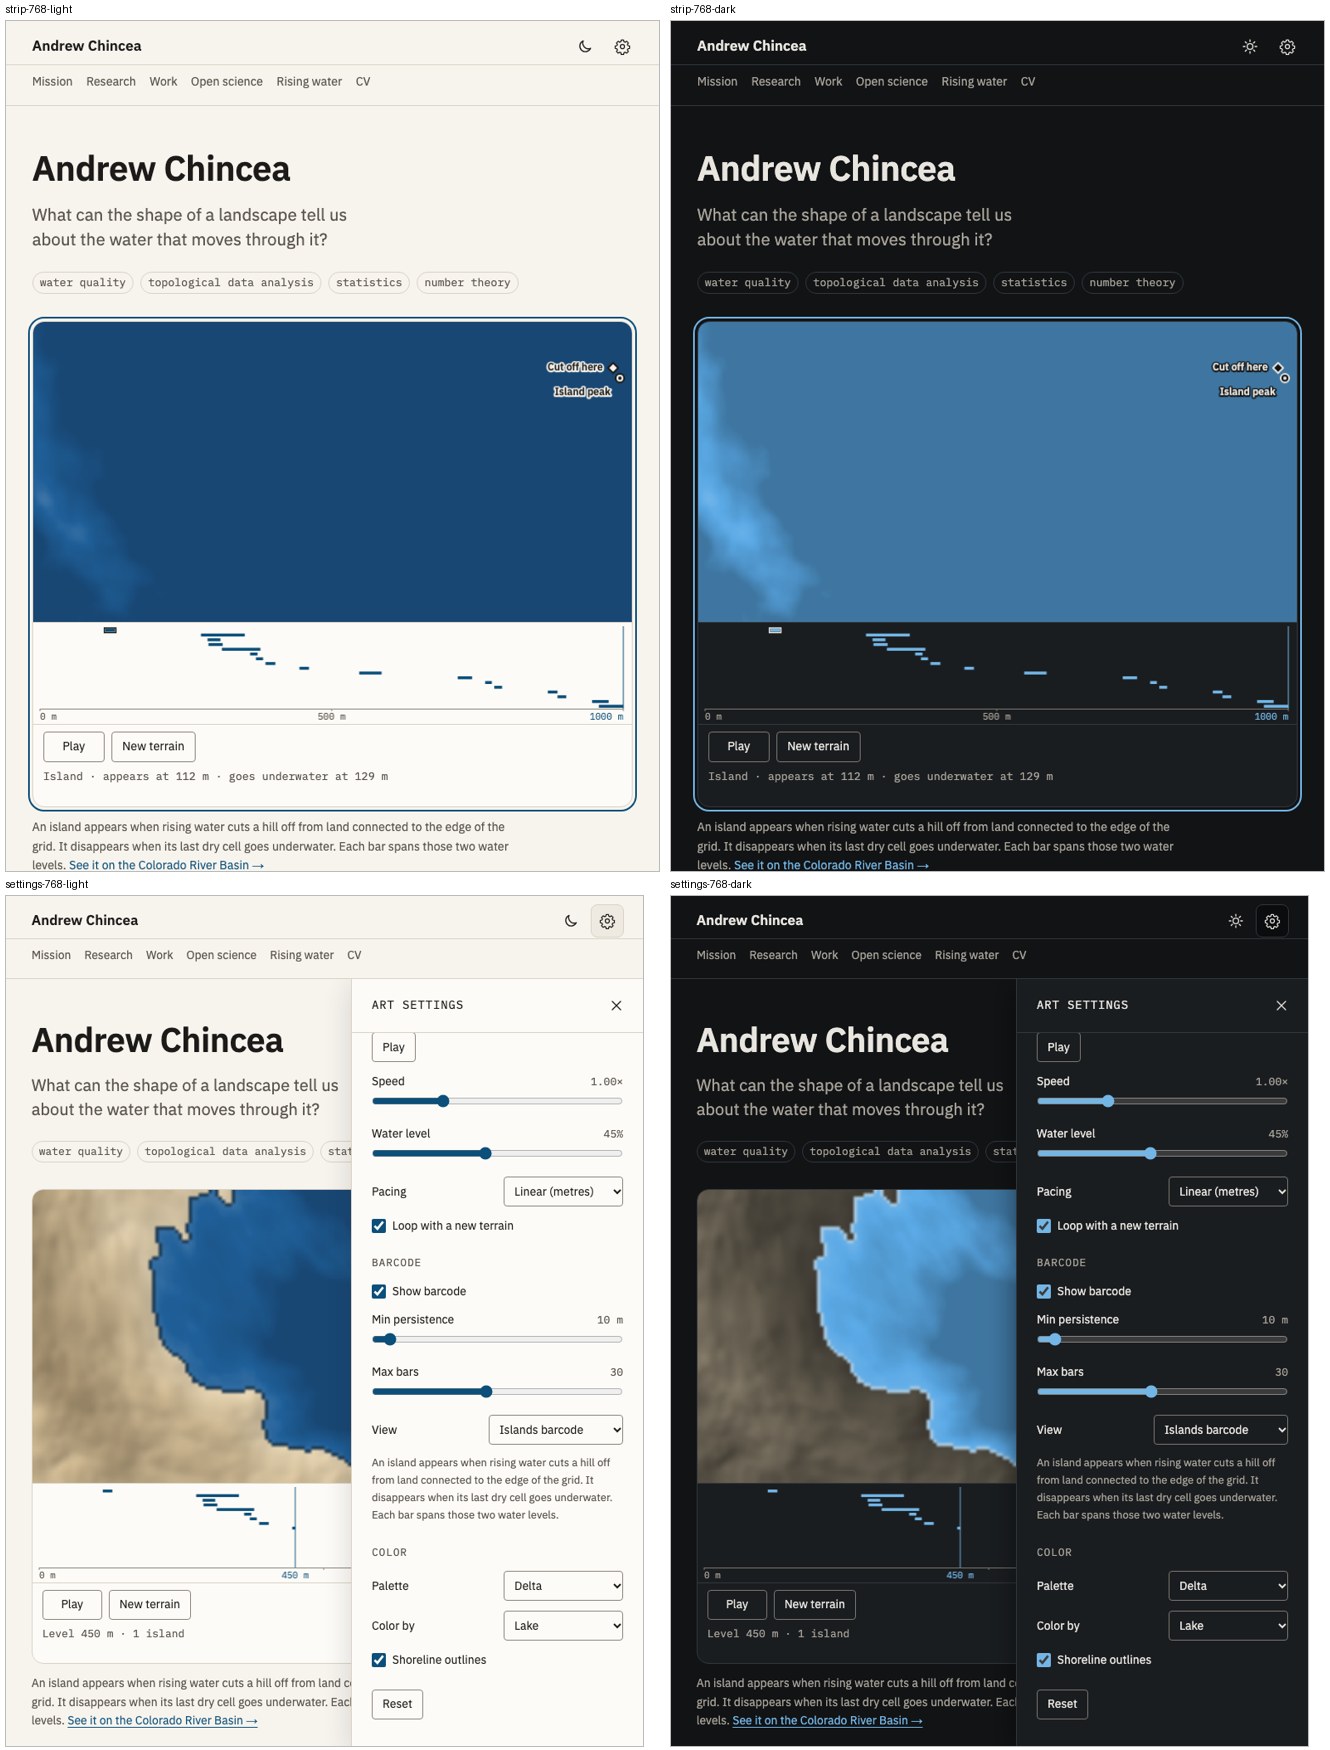 strip-768-light
Andrew Chincea
Mission Research Work Open science Rising water CV
Andrew Chincea
What can the shape of a landscape tell us
about the water that moves through it?
water quality topological data analysis statistics number theory
Cut off here
Island peak
0 m 500 m 1000 m
Play New terrain
Island · appears at 112 m · goes underwater at 129 m
An island appears when rising water cuts a hill off from land connected to the edge of the
grid. It disappears when its last dry cell goes underwater. Each bar spans those two water
levels. See it on the Colorado River Basin →
strip-768-dark
Andrew Chincea
Mission Research Work Open science Rising water CV
Andrew Chincea
What can the shape of a landscape tell us
about the water that moves through it?
water quality topological data analysis statistics number theory
Cut off here
Island peak
0 m 500 m 1000 m
Play New terrain
Island · appears at 112 m · goes underwater at 129 m
An island appears when rising water cuts a hill off from land connected to the edge of the
grid. It disappears when its last dry cell goes underwater. Each bar spans those two water
levels. See it on the Colorado River Basin →
settings-768-light
Andrew Chincea
Mission Research Work Open science Rising water CV
Andrew Chincea
What can the shape of a landscape tell us
about the water that moves through it?
water quality topological data analysis stat
0 m 450 m
Play New terrain
Level 450 m · 1 island
An island appears when rising water cuts a hill off from land co
grid. It disappears when its last dry cell goes underwater. Eac
levels. See it on the Colorado River Basin →
ART SETTINGS
Play
Speed 1.00×
Water level 45%
Pacing Linear (metres)
Loop with a new terrain
BARCODE
Show barcode
Min persistence 10 m
Max bars 30
View Islands barcode
An island appears when rising water cuts a hill off
from land connected to the edge of the grid. It
disappears when its last dry cell goes underwater.
Each bar spans those two water levels.
COLOR
Palette Delta
Color by Lake
Shoreline outlines
Reset
settings-768-dark
Andrew Chincea
Mission Research Work Open science Rising water CV
Andrew Chincea
What can the shape of a landscape tell us
about the water that moves through it?
water quality topological data analysis stat
0 m 450 m
Play New terrain
Level 450 m · 1 island
An island appears when rising water cuts a hill off from land co
grid. It disappears when its last dry cell goes underwater. Eac
levels. See it on the Colorado River Basin →
ART SETTINGS
Play
Speed 1.00×
Water level 45%
Pacing Linear (metres)
Loop with a new terrain
BARCODE
Show barcode
Min persistence 10 m
Max bars 30
View Islands barcode
An island appears when rising water cuts a hill off
from land connected to the edge of the grid. It
disappears when its last dry cell goes underwater.
Each bar spans those two water levels.
COLOR
Palette Delta
Color by Lake
Shoreline outlines
Reset